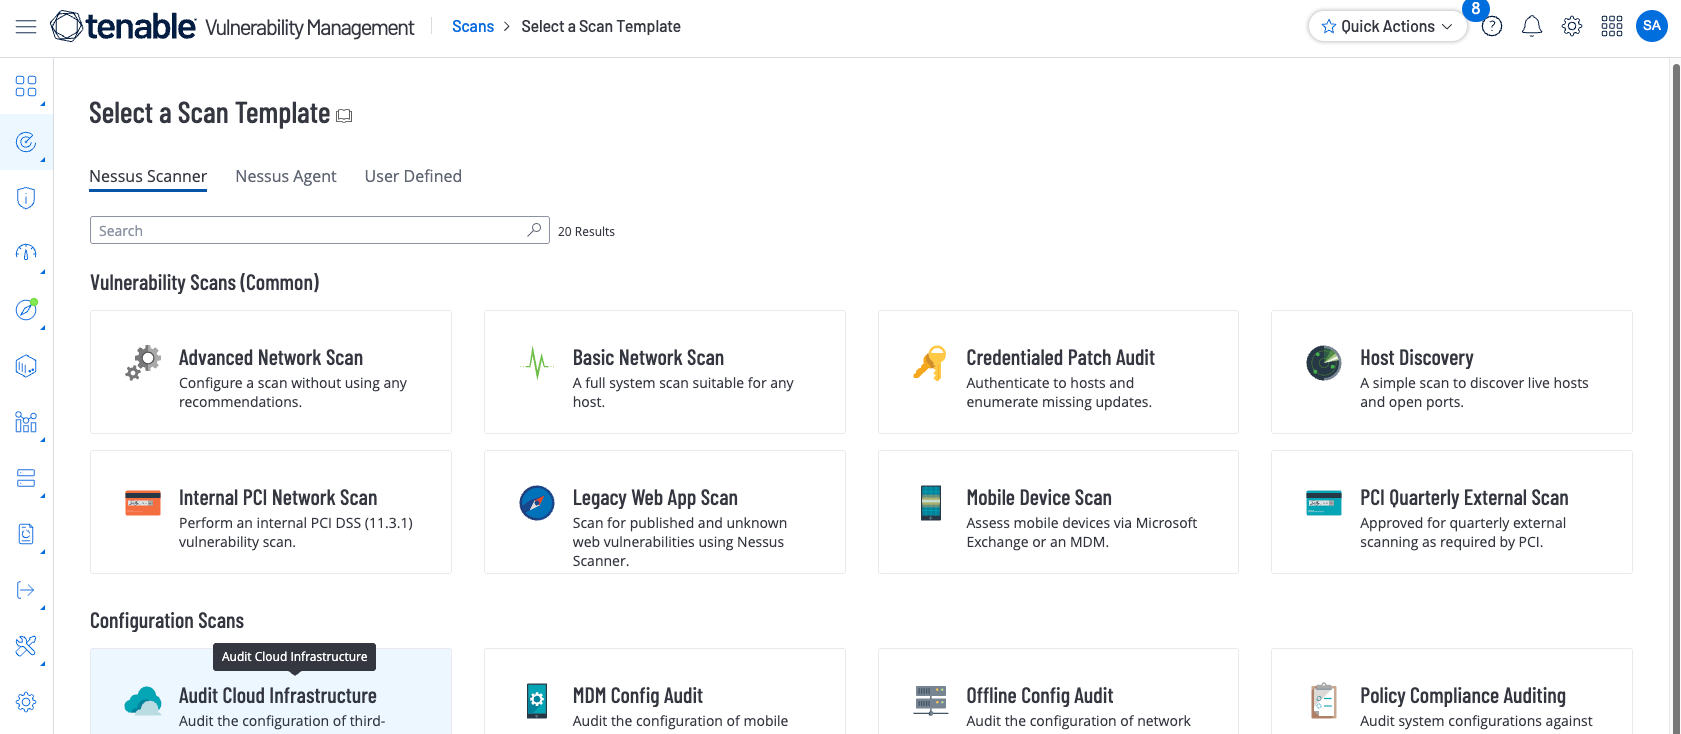 tenable Vulnerability Management
Scans > Select a Scan Template
Quick Actions
8
?
SA
Select a Scan Template
Nessus Scanner Nessus Agent User Defined
Search
20 Results
Vulnerability Scans (Common)
Advanced Network Scan
Configure a scan without using any
recommendations.
Basic Network Scan
A full system scan suitable for any
host.
Credentialed Patch Audit
Authenticate to hosts and
enumerate missing updates.
Host Discovery
A simple scan to discover live hosts
and open ports.
Internal PCI Network Scan
Perform an internal PCI DSS (11.3.1)
vulnerability scan.
Legacy Web App Scan
Scan for published and unknown
web vulnerabilities using Nessus
Scanner.
Mobile Device Scan
Assess mobile devices via Microsoft
Exchange or an MDM.
PCI Quarterly External Scan
Approved for quarterly external
scanning as required by PCI.
Configuration Scans
Audit Cloud Infrastructure
Audit Cloud Infrastructure
Audit the configuration of third-
MDM Config Audit
Audit the configuration of mobile
Offline Config Audit
Audit the configuration of network
Policy Compliance Auditing
Audit system configurations against